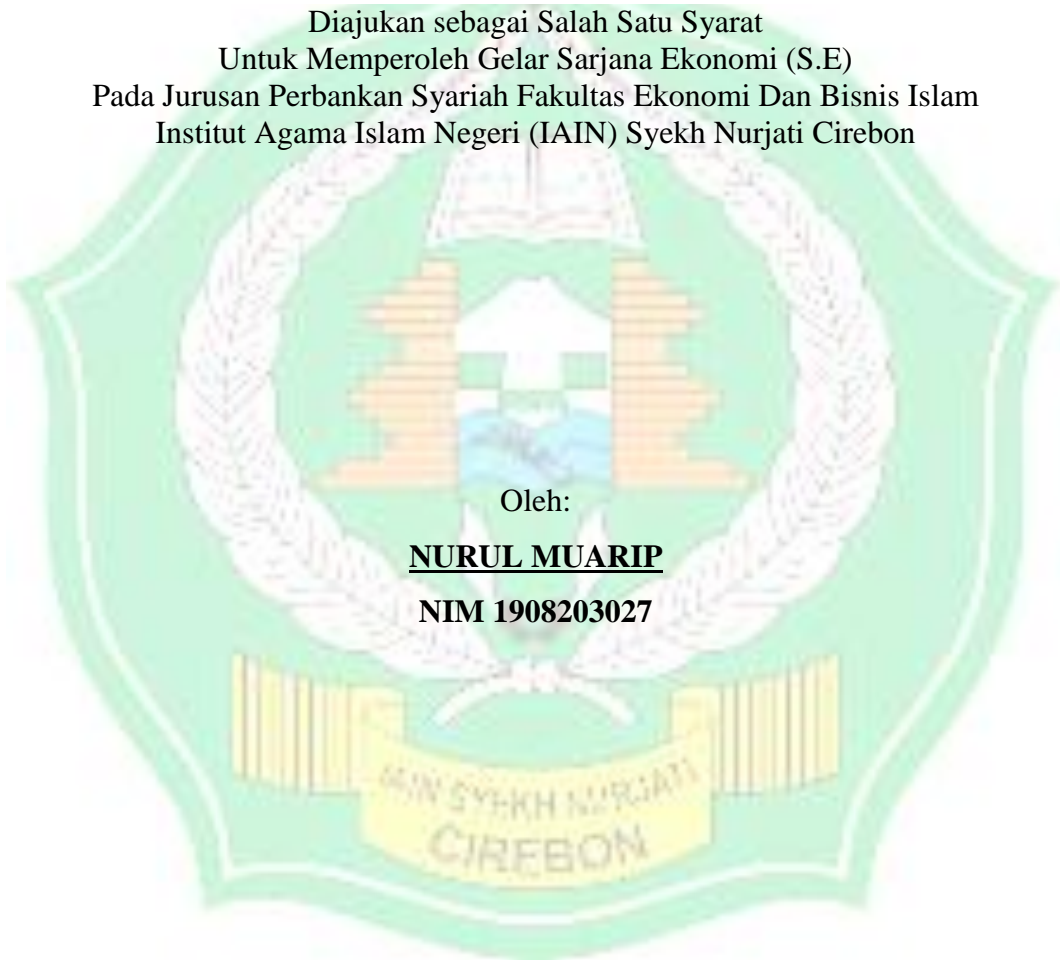 Diajukan sebagai Salah Satu Syarat
Untuk Memperoleh Gelar Sarjana Ekonomi (S.E)
Pada Jurusan Perbankan Syariah Fakultas Ekonomi Dan Bisnis Islam
Institut Agama Islam Negeri (IAIN) Syekh Nurjati Cirebon
Oleh:
NURUL MUARIP
NIM 1908203027
IAIN SYEKH NURJATI
CIREBON